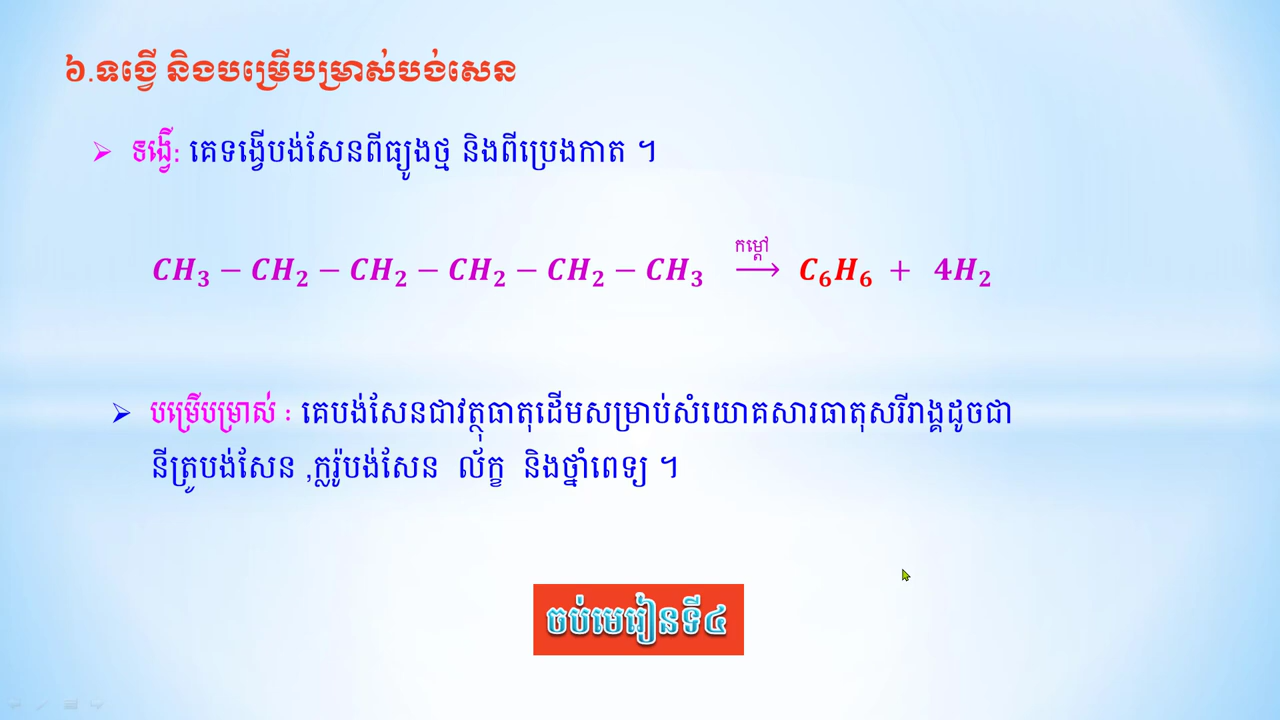 ៦.ទង្វើ និងបម្រើបម្រាស់បង់សេន
➢ ទង្វើ: គេទង្វើបង់សែនពីធ្យូងថ្ម និងពីប្រេងកាត ។
កម្ដៅ
CH₃ − CH₂ − CH₂ − CH₂ − CH₂ − CH₃ ⟶ C₆H₆ + 4H₂
➢ បម្រើបម្រាស់ : គេបង់សែនជាវត្ថុធាតុដើមសម្រាប់សំយោគសារធាតុសរីរាង្គដូចជា
នីត្រូបង់សែន ,ក្លរ៉ូបង់សែន ល័ក្ខ និងថ្នាំពេទ្យ ។
ចប់មេរៀនទី៤